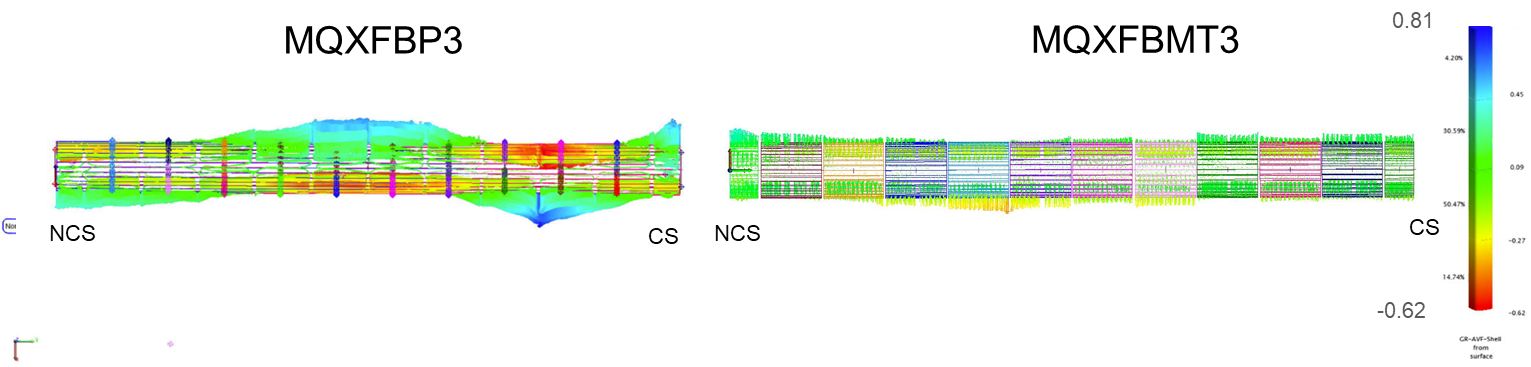 MQXFBP3
MQXFBMT3
0.81
4.20%
0.45
30.59%
0.09
50.47%
-0.27
14.74%
-0.62
-0.62
NCS
CS
NCS
CS
GR-AVF-Shell
from
surface